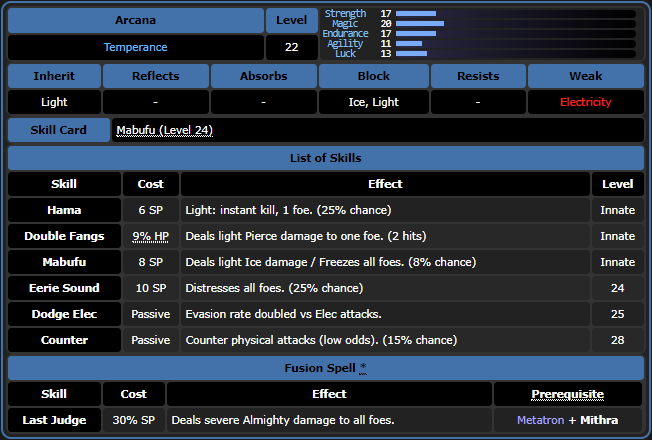 Arcana Level
Temperance 22
Strength 17
Magic 20
Endurance 17
Agility 11
Luck 13
Inherit Reflects Absorbs Block Resists Weak
Light - - Ice, Light - Electricity
Skill Card Mabufu (Level 24)
List of Skills
Skill Cost Effect Level
Hama 6 SP Light: instant kill, 1 foe. (25% chance) Innate
Double Fangs 9% HP Deals light Pierce damage to one foe. (2 hits) Innate
Mabufu 8 SP Deals light Ice damage / Freezes all foes. (8% chance) Innate
Eerie Sound 10 SP Distresses all foes. (25% chance) 24
Dodge Elec Passive Evasion rate doubled vs Elec attacks. 25
Counter Passive Counter physical attacks (low odds). (15% chance) 28
Fusion Spell *
Skill Cost Effect Prerequisite
Last Judge 30% SP Deals severe Almighty damage to all foes. Metatron + Mithra